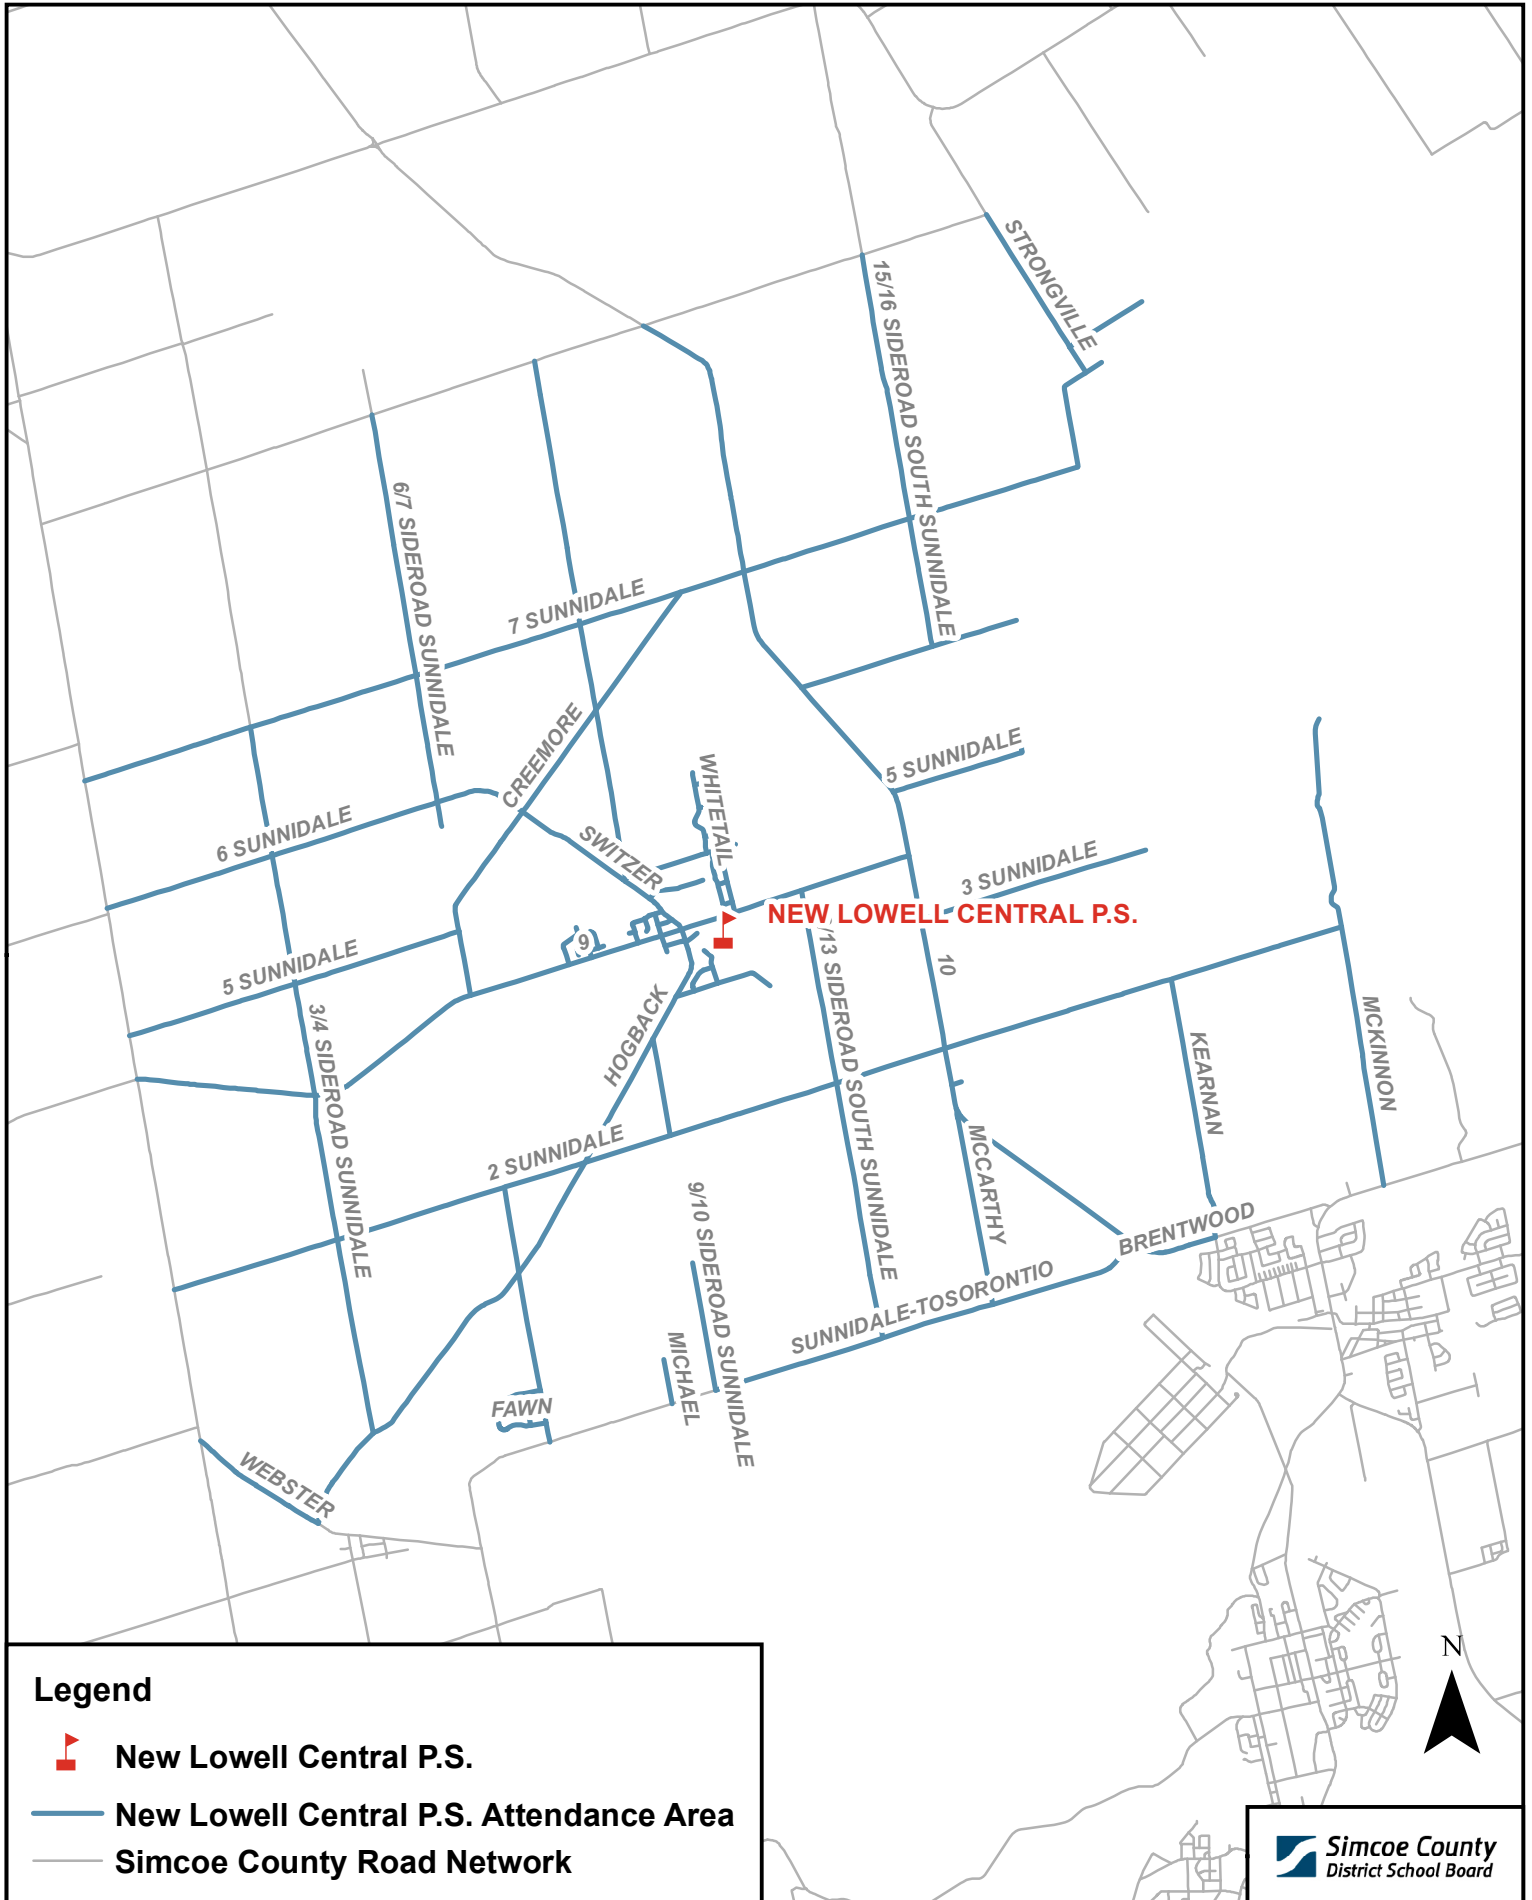 STRONGVILLE
15/16 SIDEROAD SOUTH SUNNIDALE
6/7 SIDEROAD SUNNIDALE
7 SUNNIDALE
CREEMORE
WHITETAIL
5 SUNNIDALE
6 SUNNIDALE
SWITZER
3 SUNNIDALE
NEW LOWELL CENTRAL P.S.
9
5 SUNNIDALE
10
/13 SIDEROAD SOUTH SUNNIDALE
HOGBACK
3/4 SIDEROAD SUNNIDALE
MCKINNON
KEARNAN
2 SUNNIDALE
MCCARTHY
9/10 SIDEROAD SUNNIDALE
BRENTWOOD
SUNNIDALE-TOSORONTIO
MICHAEL
FAWN
WEBSTER
N
Legend
New Lowell Central P.S.
New Lowell Central P.S. Attendance Area
Simcoe County Road Network
Simcoe County
District School Board